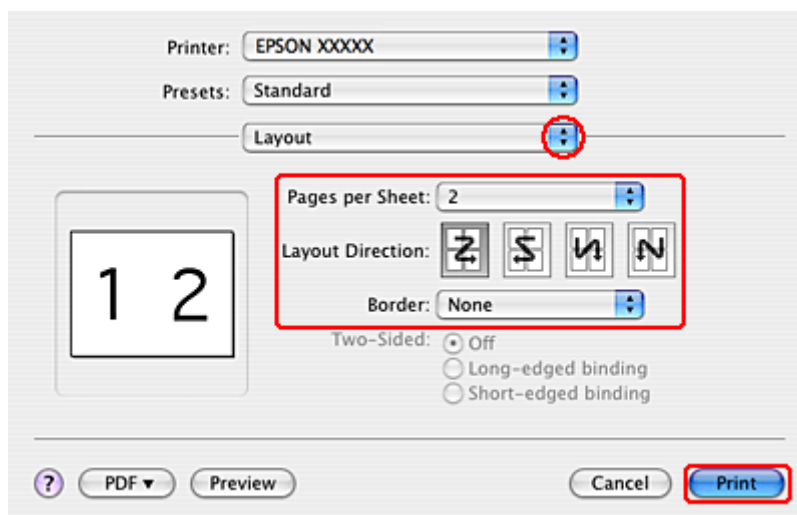 Printer: EPSON XXXXX
Presets: Standard
Layout
Pages per Sheet: 2
Layout Direction:
Border: None
Two-Sided: Off
Long-edged binding
Short-edged binding
1 2
? PDF ▼ Preview Cancel Print